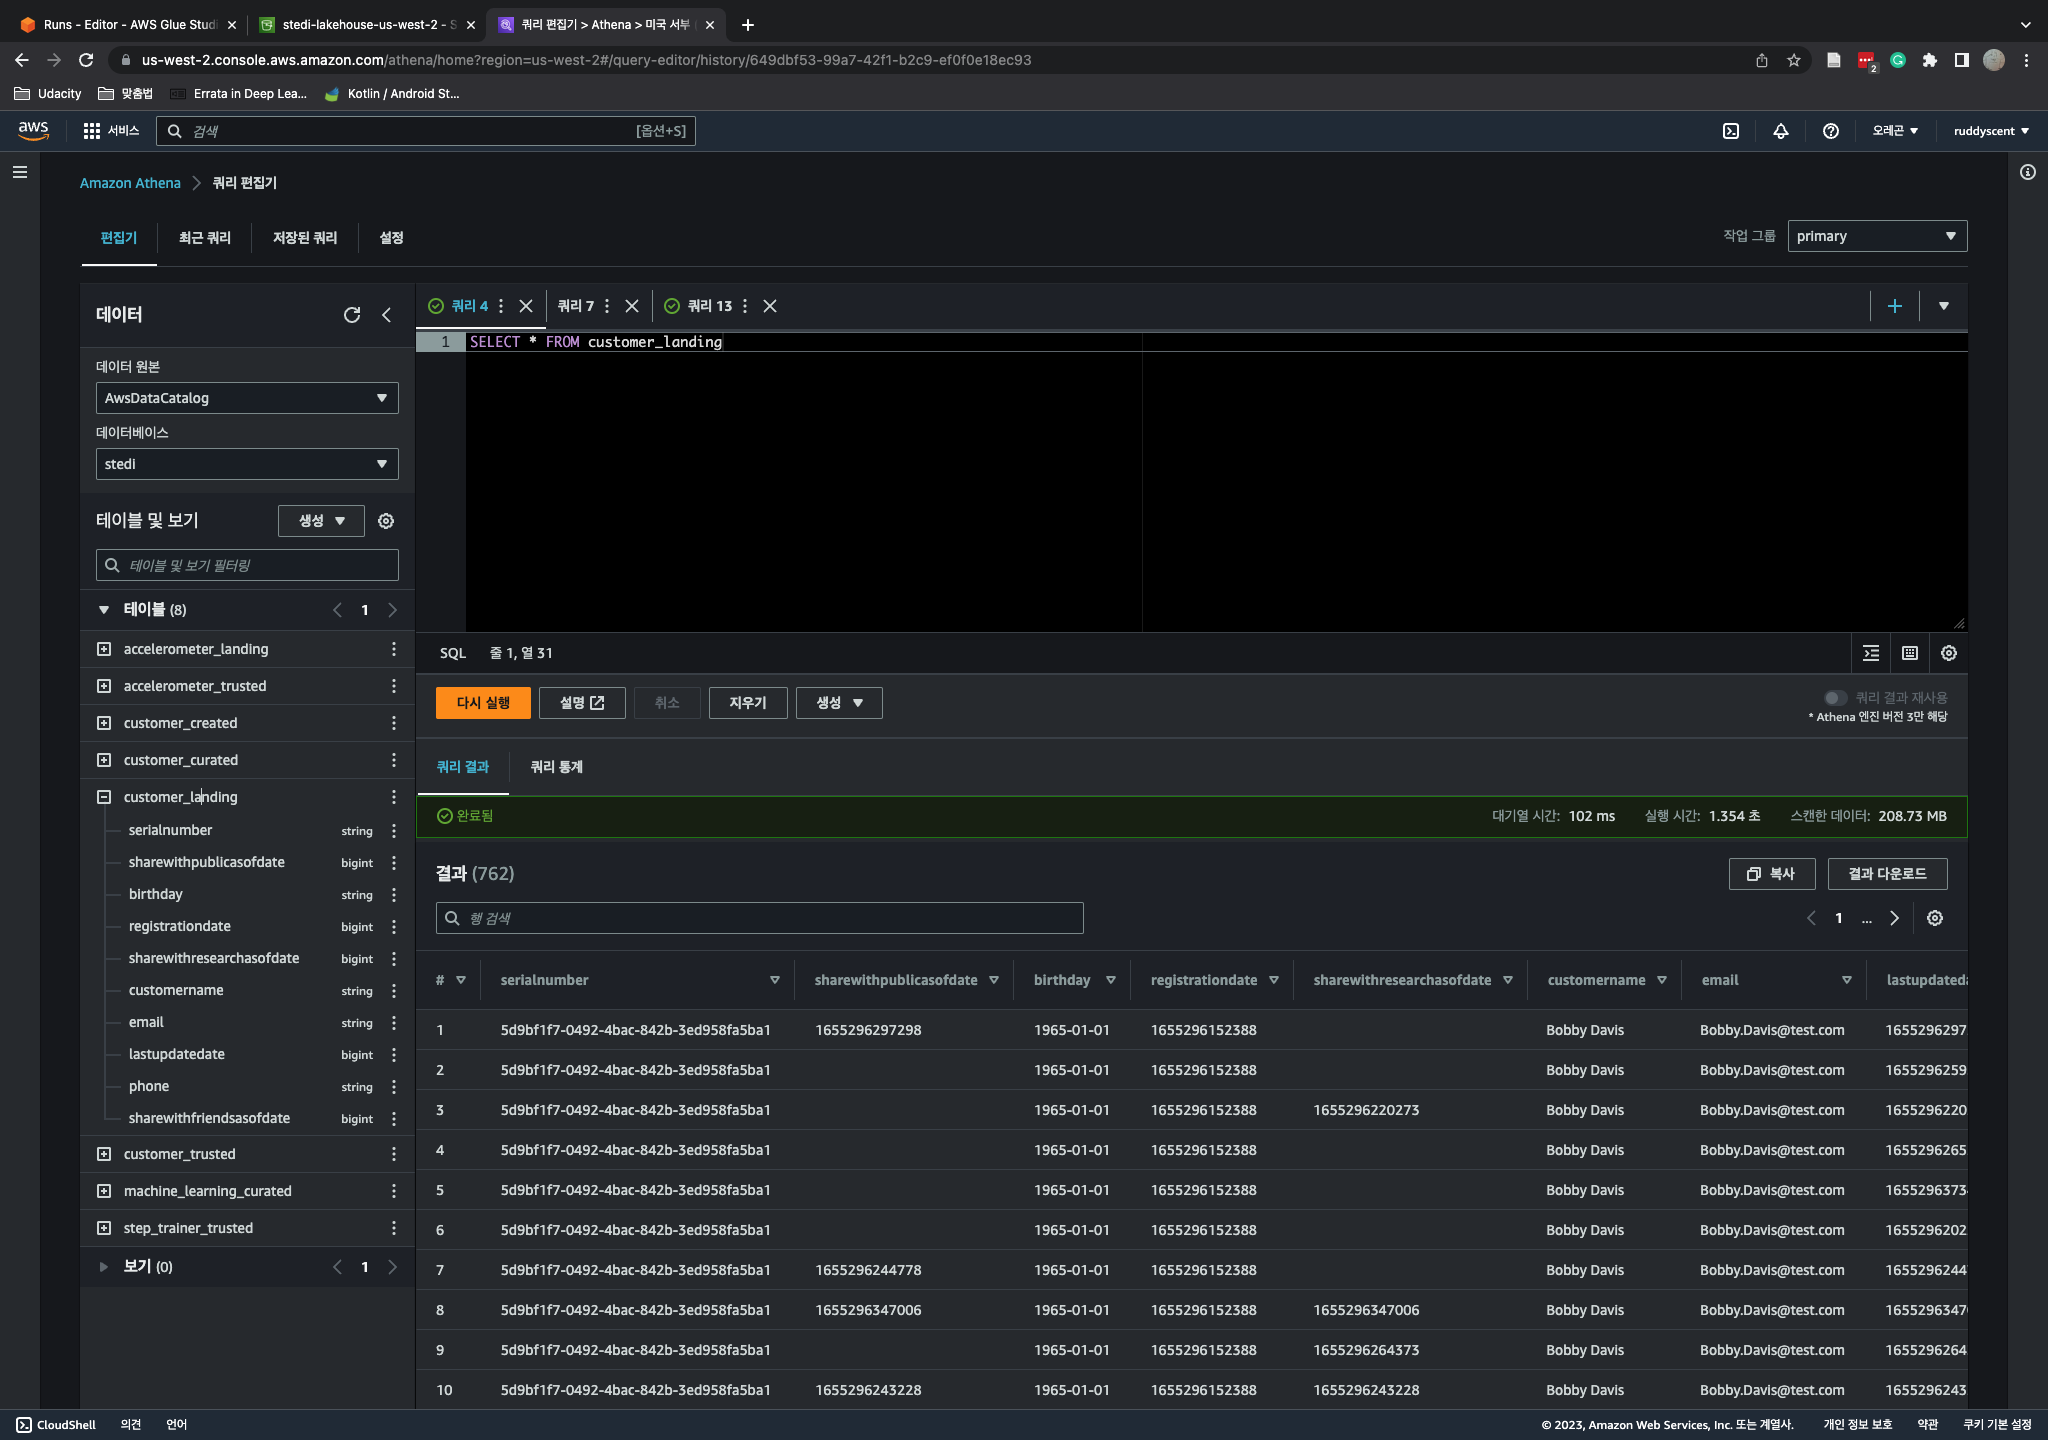 Runs - Editor - AWS Glue Studi
stedi-lakehouse-us-west-2 - S
쿼리 편집기 > Athena > 미국 서부
us-west-2.console.aws.amazon.com/athena/home?region=us-west-2#/query-editor/history/649dbf53-99a7-42f1-b2c9-ef0f0e18ec93
2
Udacity
맞춤법
Errata in Deep Lea...
Kotlin / Android St...
aws
서비스
검색
[옵션+S]
오레곤
ruddyscent
Amazon Athena
쿼리 편집기
편집기
최근 쿼리
저장된 쿼리
설정
작업 그룹
primary
데이터
데이터 원본
AwsDataCatalog
데이터베이스
stedi
테이블 및 보기
생성
테이블 및 보기 필터링
테이블 (8)
1
accelerometer_landing
accelerometer_trusted
customer_created
customer_curated
customer_landing
serialnumber string
sharewithpublicasofdate bigint
birthday string
registrationdate bigint
sharewithresearchasofdate bigint
customername string
email string
lastupdatedate bigint
phone string
sharewithfriendsasofdate bigint
customer_trusted
machine_learning_curated
step_trainer_trusted
보기 (0)
1
쿼리 4
쿼리 7
쿼리 13
1
SELECT * FROM customer_landing
SQL
줄 1, 열 31
다시 실행
설명
취소
지우기
생성
쿼리 결과 재사용
* Athena 엔진 버전 3만 해당
쿼리 결과
쿼리 통계
완료됨
대기열 시간: 102 ms
실행 시간: 1.354 초
스캔한 데이터: 208.73 MB
결과 (762)
복사
결과 다운로드
행 검색
1 ...
# serialnumber sharewithpublicasofdate birthday registrationdate sharewithresearchasofdate customername email lastupdated
1 5d9bf1f7-0492-4bac-842b-3ed958fa5ba1 1655296297298 1965-01-01 1655296152388 Bobby Davis Bobby.Davis@test.com 1655296297
2 5d9bf1f7-0492-4bac-842b-3ed958fa5ba1 1965-01-01 1655296152388 Bobby Davis Bobby.Davis@test.com 1655296259
3 5d9bf1f7-0492-4bac-842b-3ed958fa5ba1 1965-01-01 1655296152388 1655296220273 Bobby Davis Bobby.Davis@test.com 1655296220
4 5d9bf1f7-0492-4bac-842b-3ed958fa5ba1 1965-01-01 1655296152388 Bobby Davis Bobby.Davis@test.com 1655296265
5 5d9bf1f7-0492-4bac-842b-3ed958fa5ba1 1965-01-01 1655296152388 Bobby Davis Bobby.Davis@test.com 1655296373
6 5d9bf1f7-0492-4bac-842b-3ed958fa5ba1 1965-01-01 1655296152388 Bobby Davis Bobby.Davis@test.com 1655296202
7 5d9bf1f7-0492-4bac-842b-3ed958fa5ba1 1655296244778 1965-01-01 1655296152388 Bobby Davis Bobby.Davis@test.com 1655296244
8 5d9bf1f7-0492-4bac-842b-3ed958fa5ba1 1655296347006 1965-01-01 1655296152388 1655296347006 Bobby Davis Bobby.Davis@test.com 1655296347
9 5d9bf1f7-0492-4bac-842b-3ed958fa5ba1 1965-01-01 1655296152388 1655296264373 Bobby Davis Bobby.Davis@test.com 1655296264
10 5d9bf1f7-0492-4bac-842b-3ed958fa5ba1 1655296243228 1965-01-01 1655296152388 1655296243228 Bobby Davis Bobby.Davis@test.com 1655296243
CloudShell
의견
언어
© 2023, Amazon Web Services, Inc. 또는 계열사.
개인 정보 보호
약관
쿠키 기본 설정